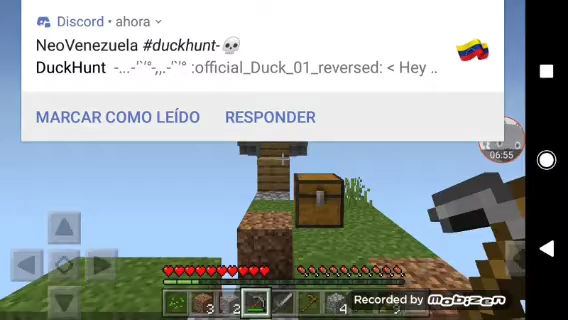 Discord • ahora
NeoVenezuela #duckhunt-💀
DuckHunt -...-'`'°-,,.-'`'° :official_Duck_01_reversed: < Hey ..
MARCAR COMO LEÍDO RESPONDER
06:55
3 2 4 9
Recorded by mobizen